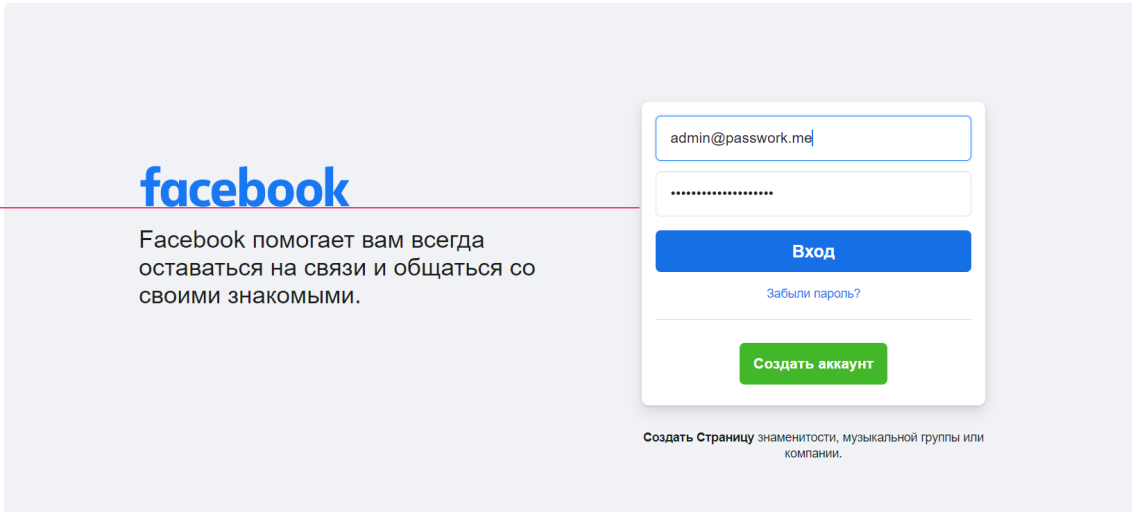 facebook
Facebook помогает вам всегда
оставаться на связи и общаться со
своими знакомыми.
admin@passwork.me
•••••••••••••••••••
Вход
Забыли пароль?
Создать аккаунт
Создать Страницу знаменитости, музыкальной группы или
компании.